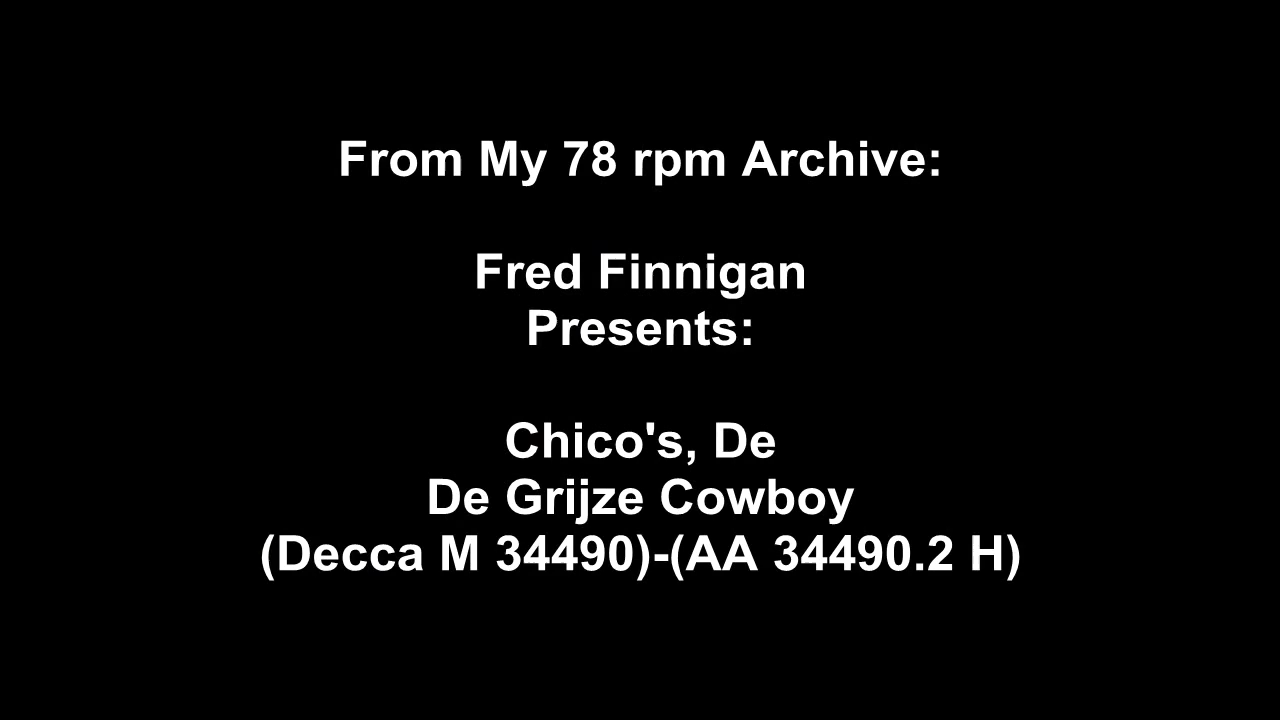 From My 78 rpm Archive:
Fred Finnigan
Presents:
Chico's, De
De Grijze Cowboy
(Decca M 34490)-(AA 34490.2 H)